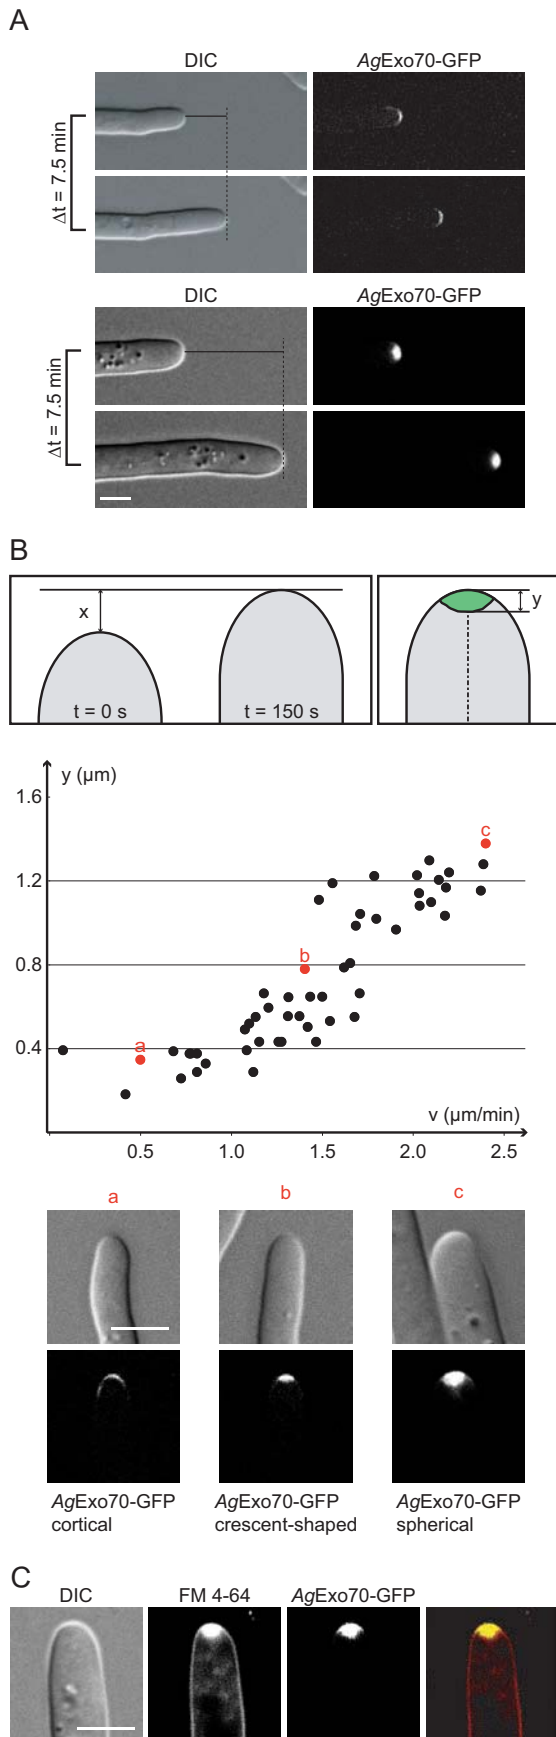 A
DIC
AgExo70-GFP
Δt = 7.5 min
DIC
AgExo70-GFP
Δt = 7.5 min
B
x
t = 0 s
t = 150 s
y
y (µm)
1.6
1.2
0.8
0.4
c
b
a
v (µm/min)
0.5
1.0
1.5
2.0
2.5
a
b
c
AgExo70-GFP
cortical
AgExo70-GFP
crescent-shaped
AgExo70-GFP
spherical
C
DIC
FM 4-64
AgExo70-GFP